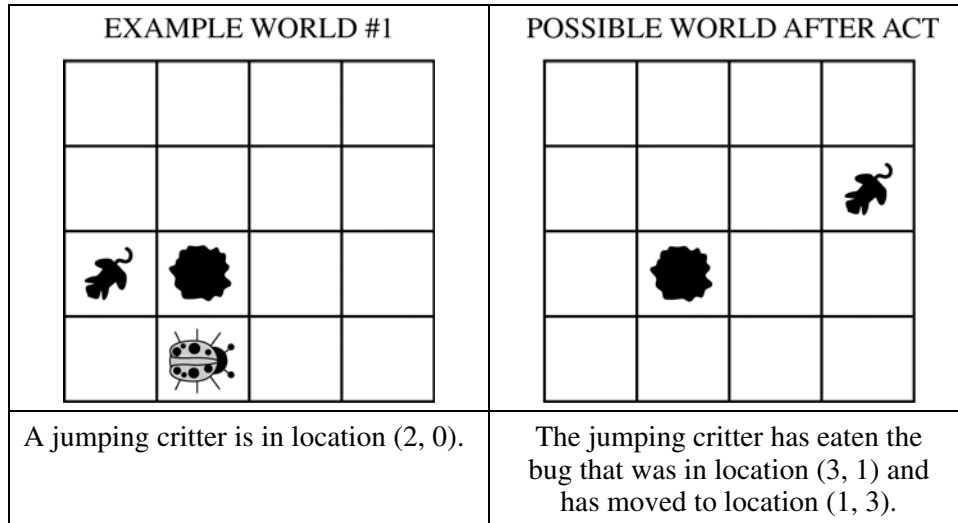 EXAMPLE WORLD #1
POSSIBLE WORLD AFTER ACT
A jumping critter is in location (2, 0).
The jumping critter has eaten the
bug that was in location (3, 1) and
has moved to location (1, 3).